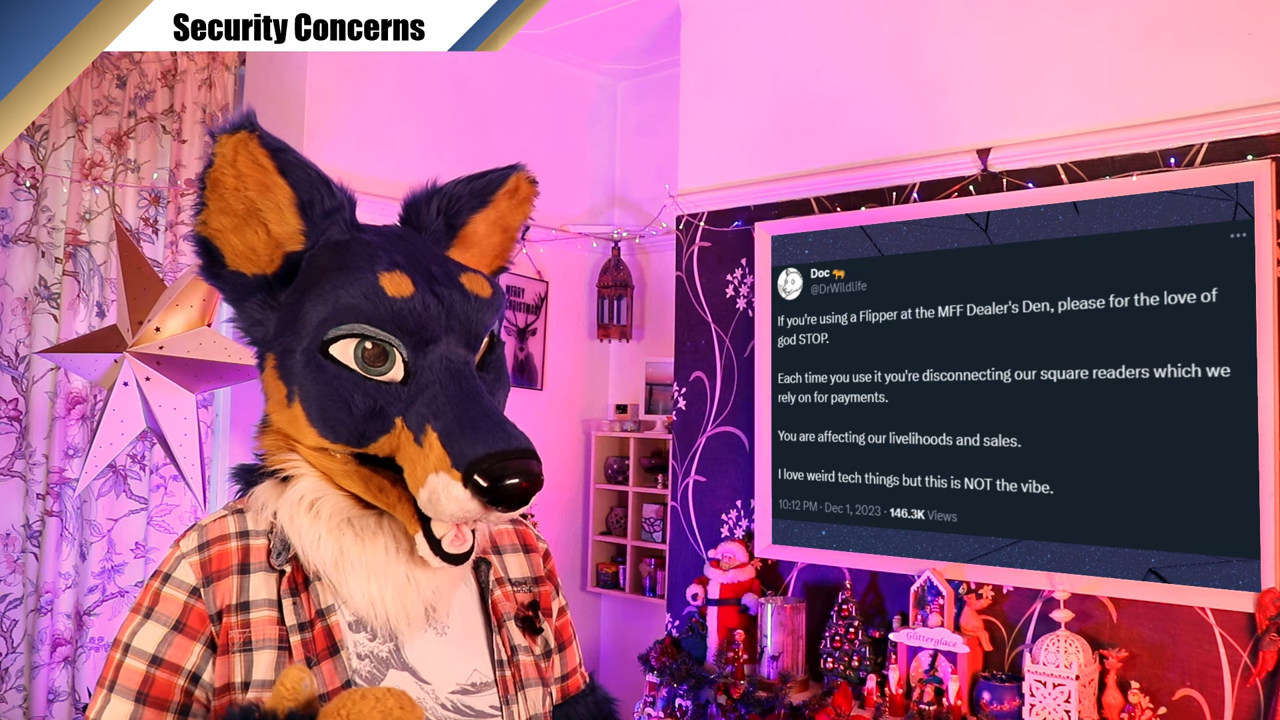 Security Concerns
MERRY
CHRISTMAS
Doc
@DrWildlife
If you're using a Flipper at the MFF Dealer's Den, please for the love of
god STOP.
Each time you use it you're disconnecting our square readers which we
rely on for payments.
You are affecting our livelihoods and sales.
I love weird tech things but this is NOT the vibe.
10:12 PM · Dec 1, 2023 · 146.3K Views
Glitterglace